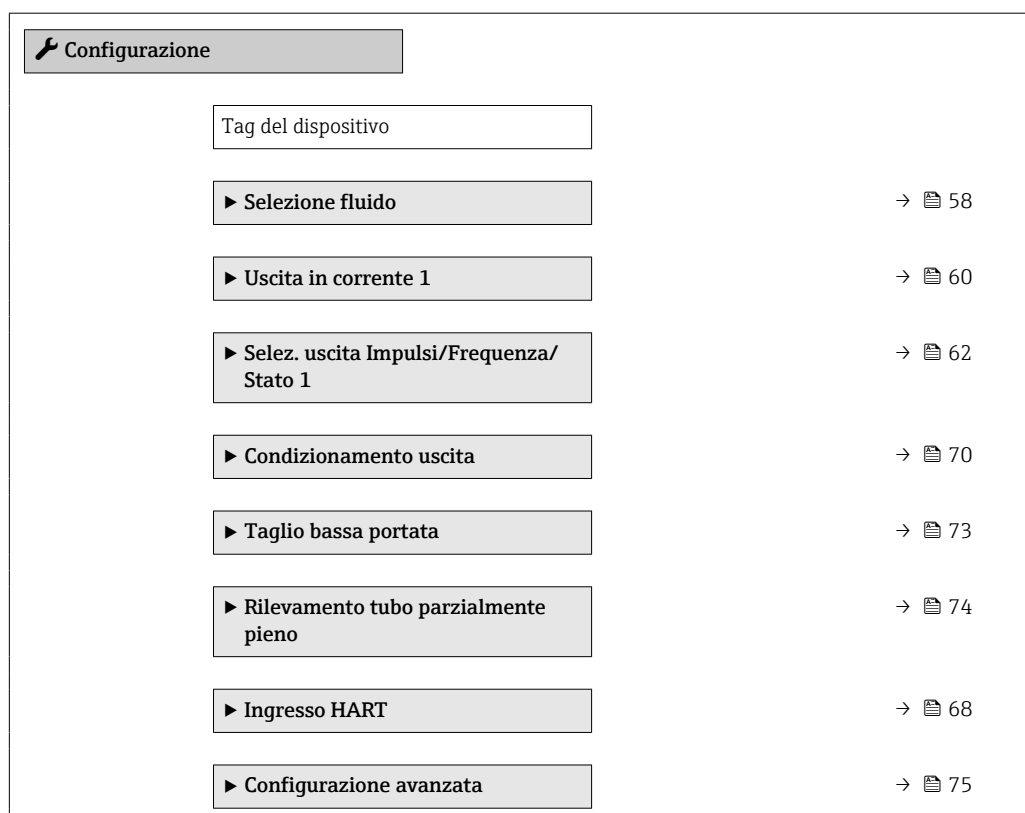 Configurazione
Tag del dispositivo
▶ Selezione fluido → 58
▶ Uscita in corrente 1 → 60
▶ Selez. uscita Impulsi/Frequenza/ → 62
Stato 1
▶ Condizionamento uscita → 70
▶ Taglio bassa portata → 73
▶ Rilevamento tubo parzialmente → 74
pieno
▶ Ingresso HART → 68
▶ Configurazione avanzata → 75